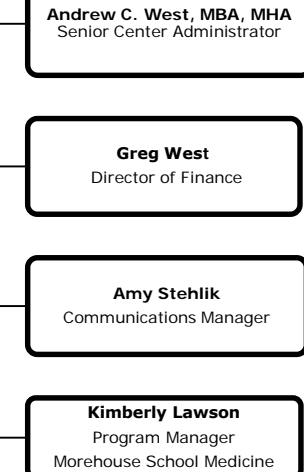 Andrew C. West, MBA, MHA
Senior Center Administrator
Greg West
Director of Finance
Amy Stehlik
Communications Manager
Kimberly Lawson
Program Manager
Morehouse School Medicine